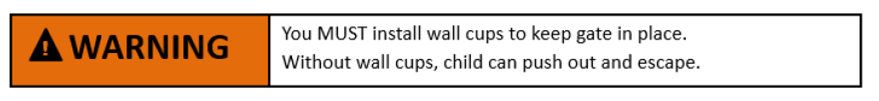 WARNING
You MUST install wall cups to keep gate in place.
Without wall cups, child can push out and escape.